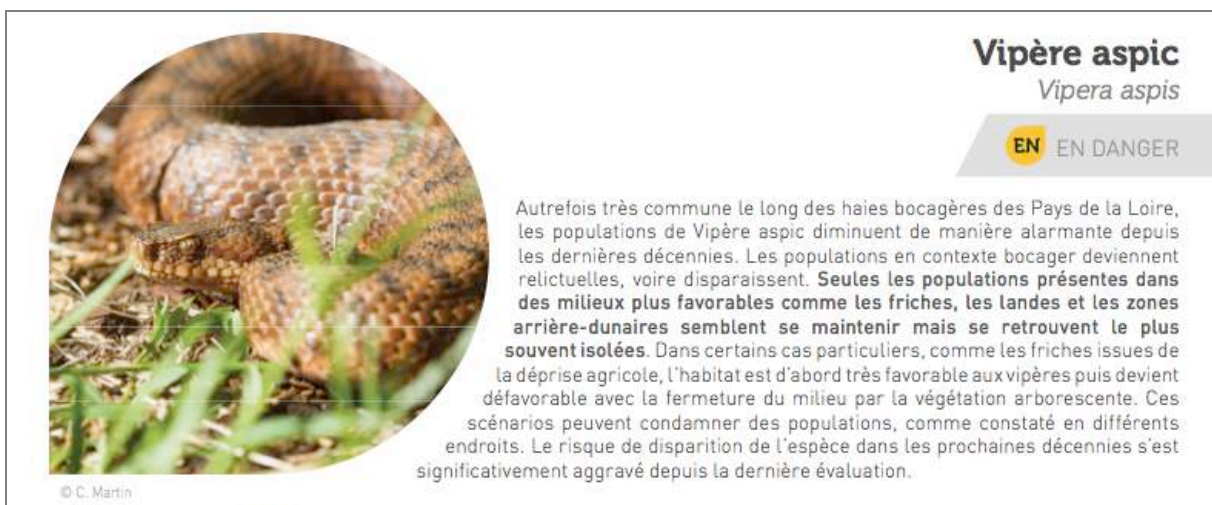 Vipère aspic
Vipera aspis
EN EN DANGER
Autrefois très commune le long des haies bocagères des Pays de la Loire,
les populations de Vipère aspic diminuent de manière alarmante depuis
les dernières décennies. Les populations en contexte bocager deviennent
relictuelles, voire disparaissent. Seules les populations présentes dans
des milieux plus favorables comme les friches, les landes et les zones
arrière-dunaires semblent se maintenir mais se retrouvent le plus
souvent isolées. Dans certains cas particuliers, comme les friches issues de
la déprise agricole, l'habitat est d'abord très favorable aux vipères puis devient
défavorable avec la fermeture du milieu par la végétation arborescente. Ces
scénarios peuvent condamner des populations, comme constaté en différents
endroits. Le risque de disparition de l'espèce dans les prochaines décennies s'est
significativement aggravé depuis la dernière évaluation.
© C. Martin